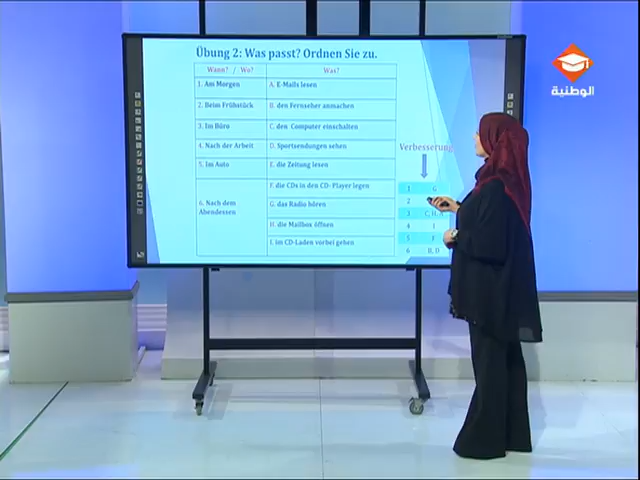 Übung 2: Was passt? Ordnen Sie zu.
Wann? / Wo? Was?
1. Am Morgen A. E-Mails lesen
2. Beim Frühstück B. den Fernseher anmachen
3. Im Büro C. den Computer einschalten
4. Nach der Arbeit D. Sportsendungen sehen
5. Im Auto E. die Zeitung lesen
6. Nach dem Abendessen F. die CDs in den CD- Player legen
G. das Radio hören
H. die Mailbox öffnen
I. im CD-Laden vorbei gehen
Verbesserung
1 G
2
3 C, H, A
4 I
5
6 B, D
الوطنية